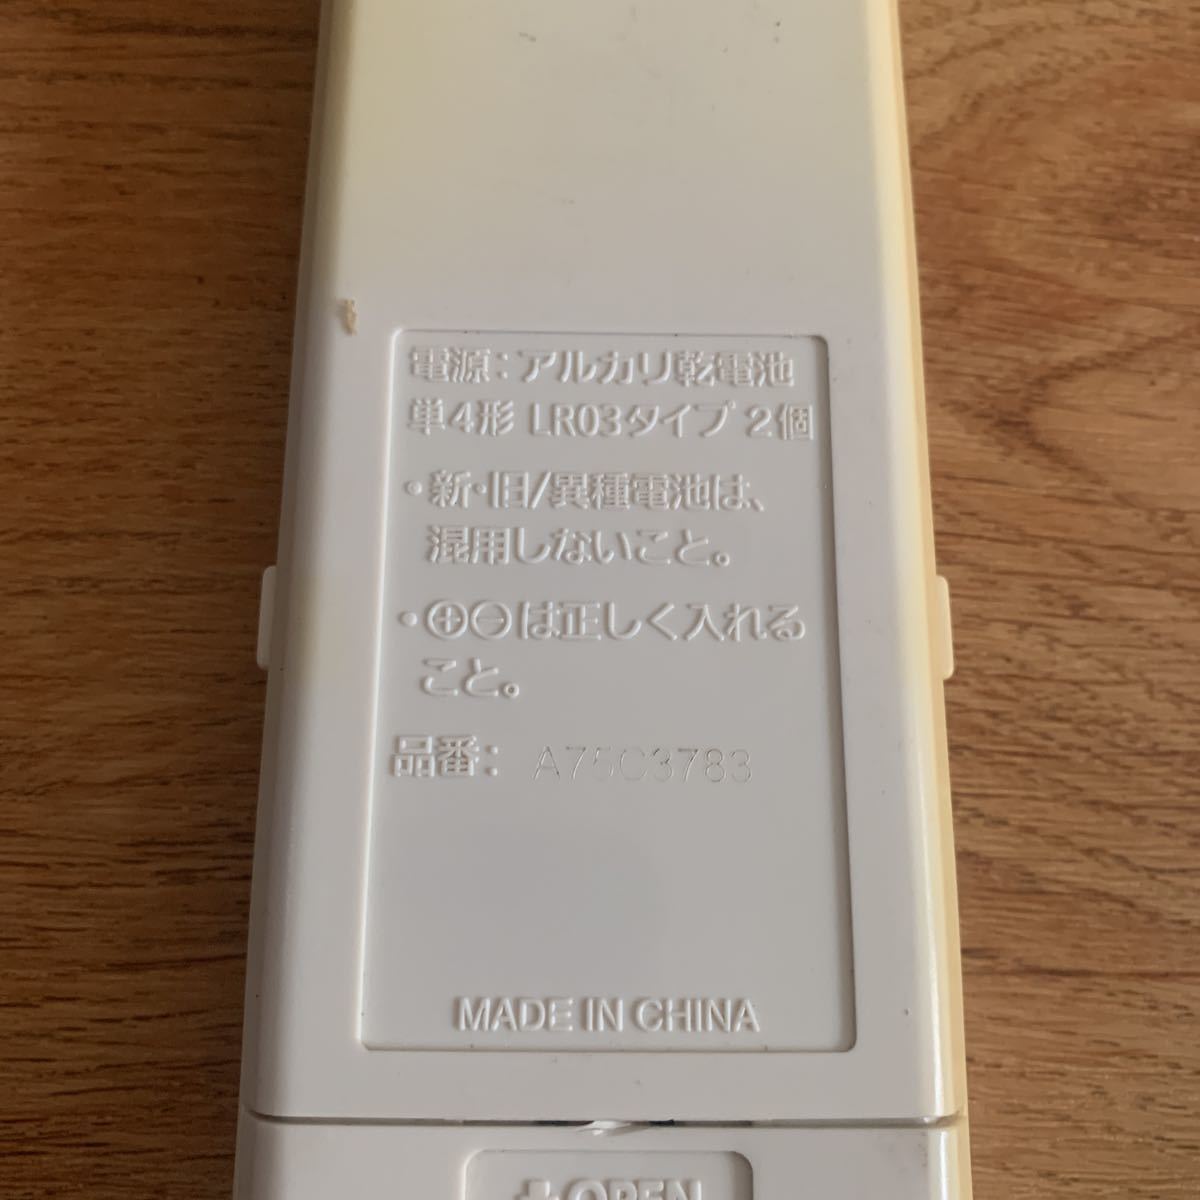 電源：アルカリ乾電池
単4形 LR03タイプ 2個
・新・旧/異種電池は、
混用しないこと。
・⊕⊖は正しく入れる
こと。
品番： A75C3783
MADE IN CHINA
OPEN